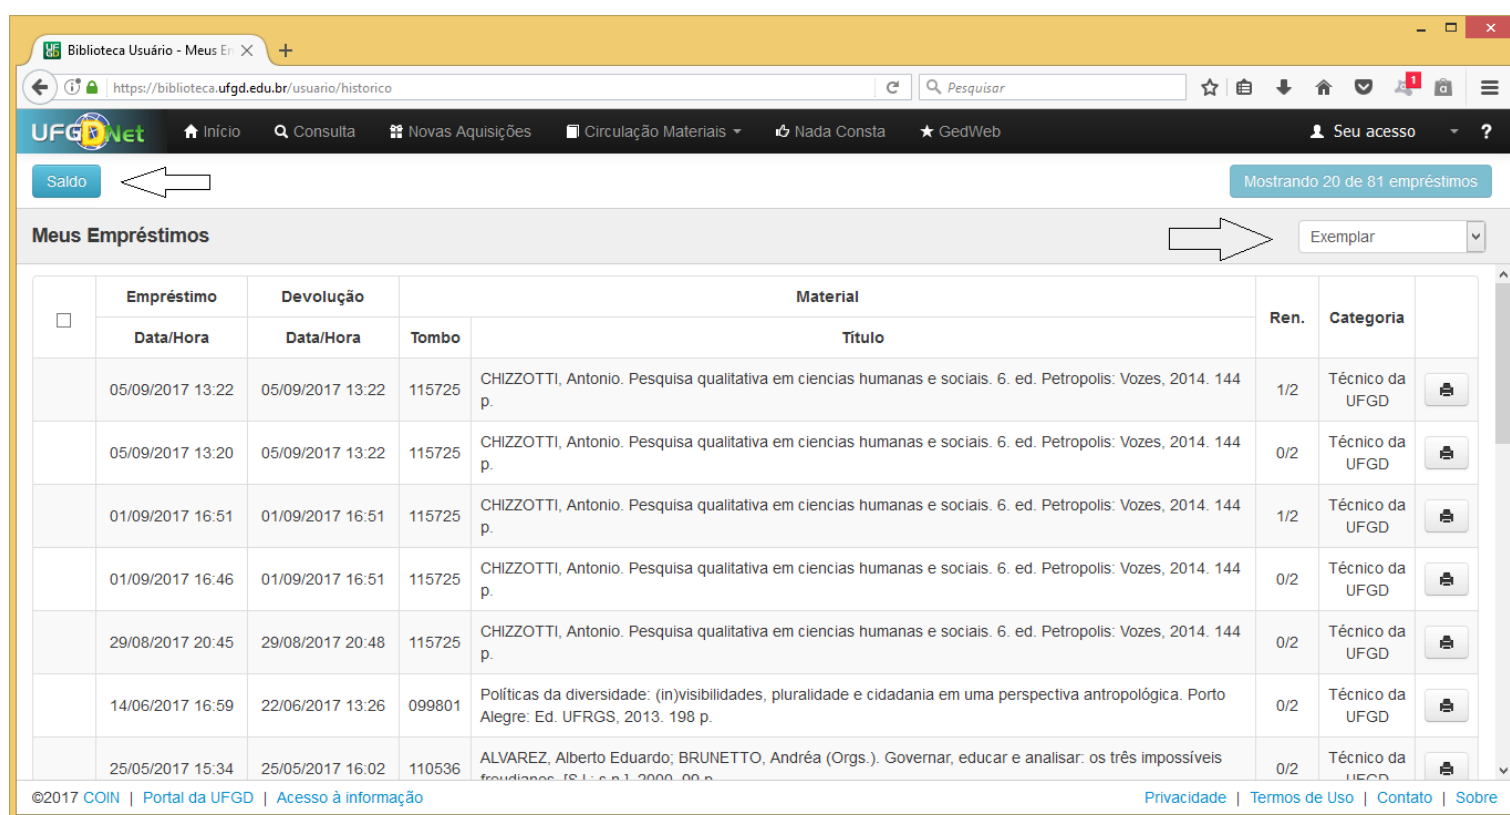 Biblioteca Usuário - Meus En
https://biblioteca.ufgd.edu.br/usuario/historico
Pesquisar
1
UFGDNet Início Consulta Novas Aquisições Circulação Materiais Nada Consta GedWeb Seu acesso ?
Saldo Mostrando 20 de 81 empréstimos
Meus Empréstimos Exemplar
Empréstimo Devolução Material Ren. Categoria
Data/Hora Data/Hora Tombo Título
05/09/2017 13:22 05/09/2017 13:22 115725 CHIZZOTTI, Antonio. Pesquisa qualitativa em ciencias humanas e sociais. 6. ed. Petropolis: Vozes, 2014. 144 1/2 Técnico da
p. UFGD
05/09/2017 13:20 05/09/2017 13:22 115725 CHIZZOTTI, Antonio. Pesquisa qualitativa em ciencias humanas e sociais. 6. ed. Petropolis: Vozes, 2014. 144 0/2 Técnico da
p. UFGD
01/09/2017 16:51 01/09/2017 16:51 115725 CHIZZOTTI, Antonio. Pesquisa qualitativa em ciencias humanas e sociais. 6. ed. Petropolis: Vozes, 2014. 144 1/2 Técnico da
p. UFGD
01/09/2017 16:46 01/09/2017 16:51 115725 CHIZZOTTI, Antonio. Pesquisa qualitativa em ciencias humanas e sociais. 6. ed. Petropolis: Vozes, 2014. 144 0/2 Técnico da
p. UFGD
29/08/2017 20:45 29/08/2017 20:48 115725 CHIZZOTTI, Antonio. Pesquisa qualitativa em ciencias humanas e sociais. 6. ed. Petropolis: Vozes, 2014. 144 0/2 Técnico da
p. UFGD
14/06/2017 16:59 22/06/2017 13:26 099801 Políticas da diversidade: (in)visibilidades, pluralidade e cidadania em uma perspectiva antropológica. Porto 0/2 Técnico da
Alegre: Ed. UFRGS, 2013. 198 p. UFGD
25/05/2017 15:34 25/05/2017 16:02 110536 ALVAREZ, Alberto Eduardo; BRUNETTO, Andréa (Orgs.). Governar, educar e analisar: os três impossíveis 0/2 Técnico da
freudianos. [S.l.: s.n.], 2000. 99 p. UFGD
©2017 COIN | Portal da UFGD | Acesso à informação Privacidade | Termos de Uso | Contato | Sobre